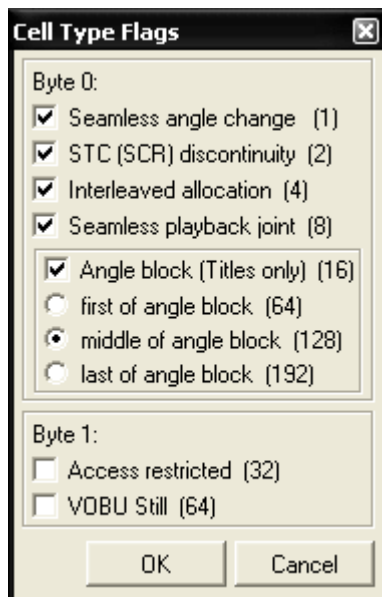 Cell Type Flags
Byte 0:
Seamless angle change (1)
STC (SCR) discontinuity (2)
Interleaved allocation (4)
Seamless playback joint (8)
Angle block (Titles only) (16)
first of angle block (64)
middle of angle block (128)
last of angle block (192)
Byte 1:
Access restricted (32)
VOBU Still (64)
OK Cancel